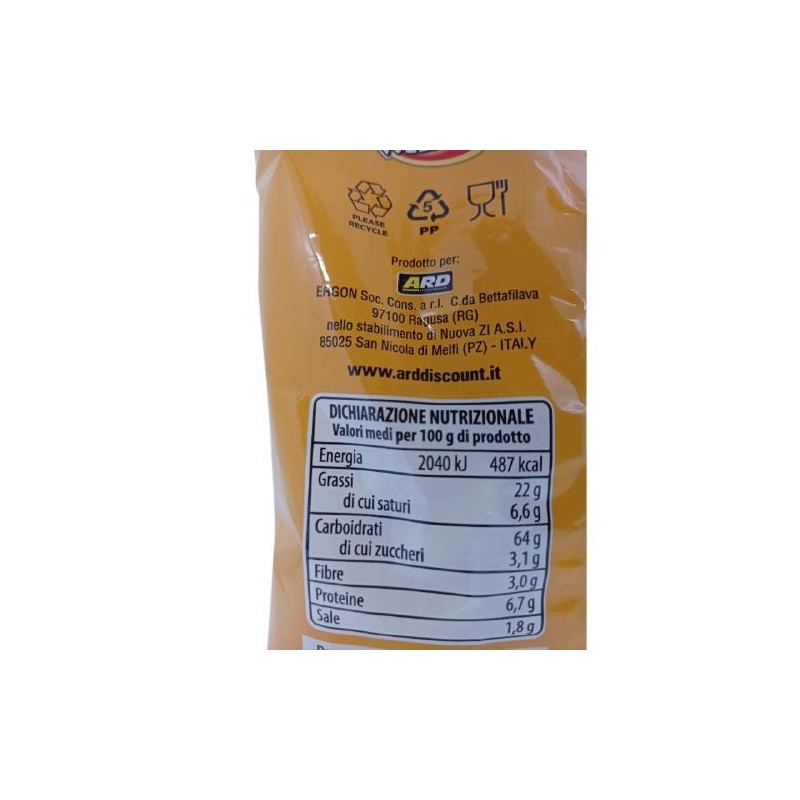 PLEASE
RECYCLE
5
PP
Prodotto per:
ARD
ERGON Soc. Cons. a r.l. C.da Bettafilava
97100 Ragusa (RG)
nello stabilimento di Nuova ZI A.S.I.
85025 San Nicola di Melfi (PZ) - ITALY
www.arddiscount.it
DICHIARAZIONE NUTRIZIONALE
Valori medi per 100 g di prodotto
Energia 2040 kJ 487 kcal
Grassi 22 g
di cui saturi 6,6 g
Carboidrati 64 g
di cui zuccheri 3,1 g
Fibre 3,0 g
Proteine 6,7 g
Sale 1,8 g